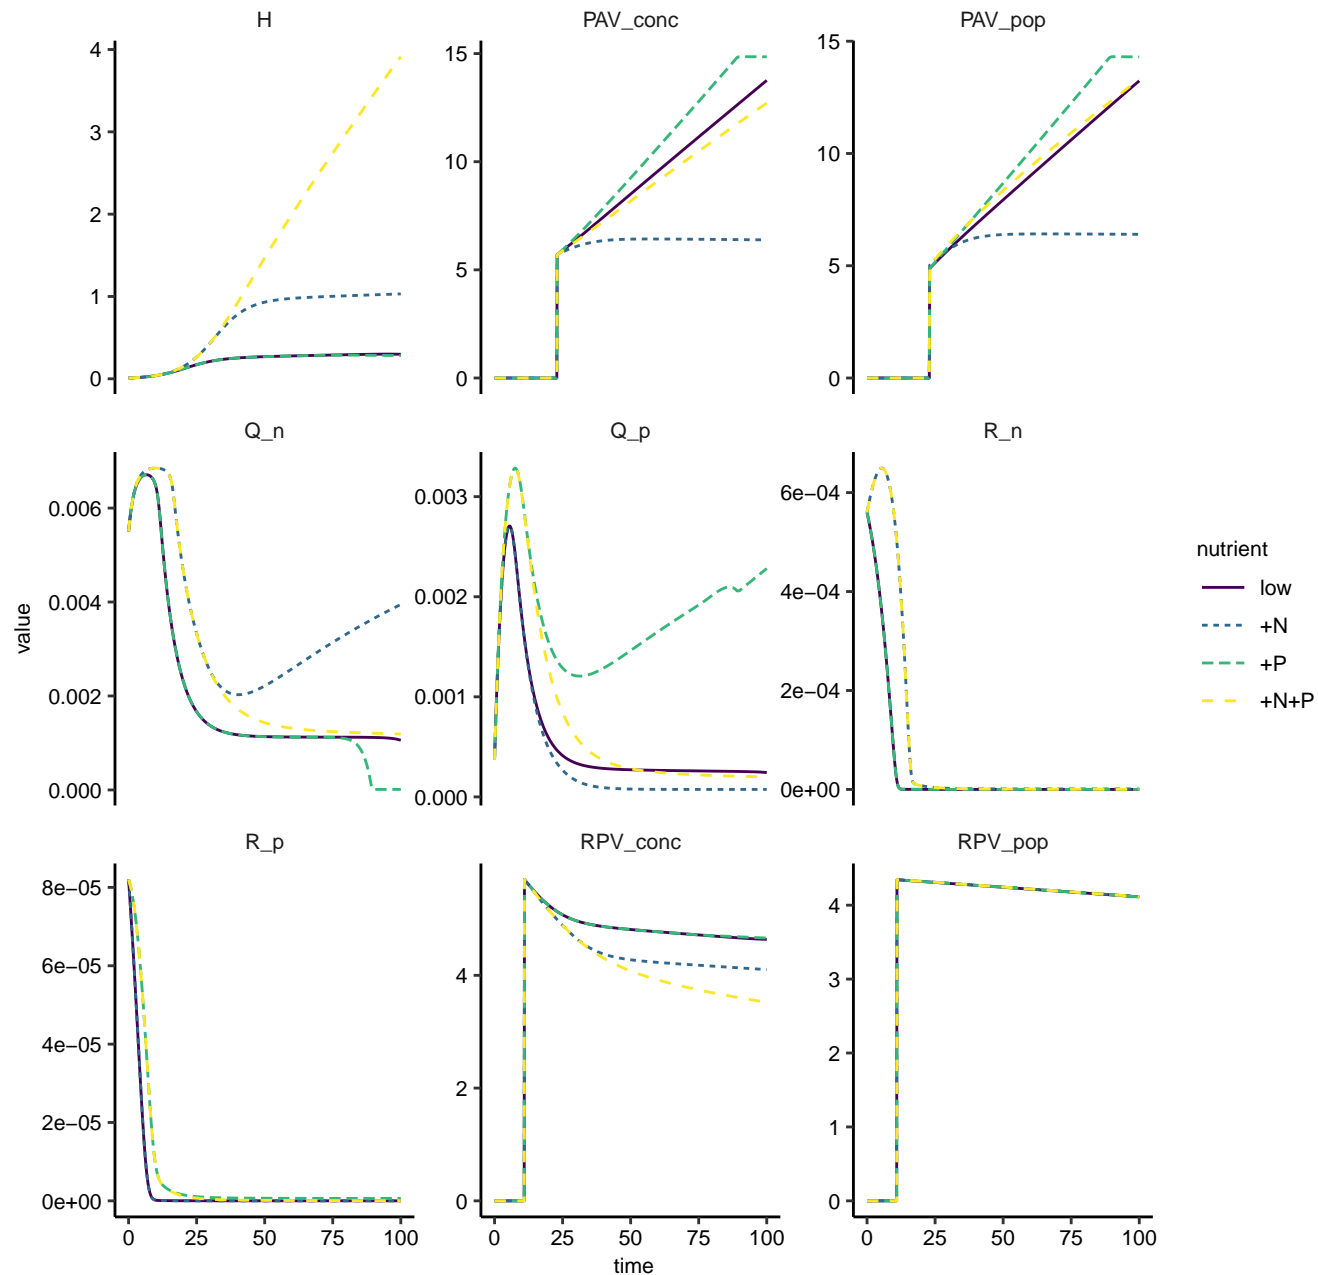 H
PAV_conc
PAV_pop
4
3
2
1
0
15
10
5
0
15
10
5
0
Q_n
Q_p
R_n
0.006
0.004
0.002
0.000
0.003
0.002
0.001
0.000
6e−04
4e−04
2e−04
0e+00
R_p
RPV_conc
RPV_pop
8e−05
6e−05
4e−05
2e−05
0e+00
4
2
0
4
3
2
1
0
0 25 50 75 100
0 25 50 75 100
0 25 50 75 100
time
value
nutrient
low
+N
+P
+N+P